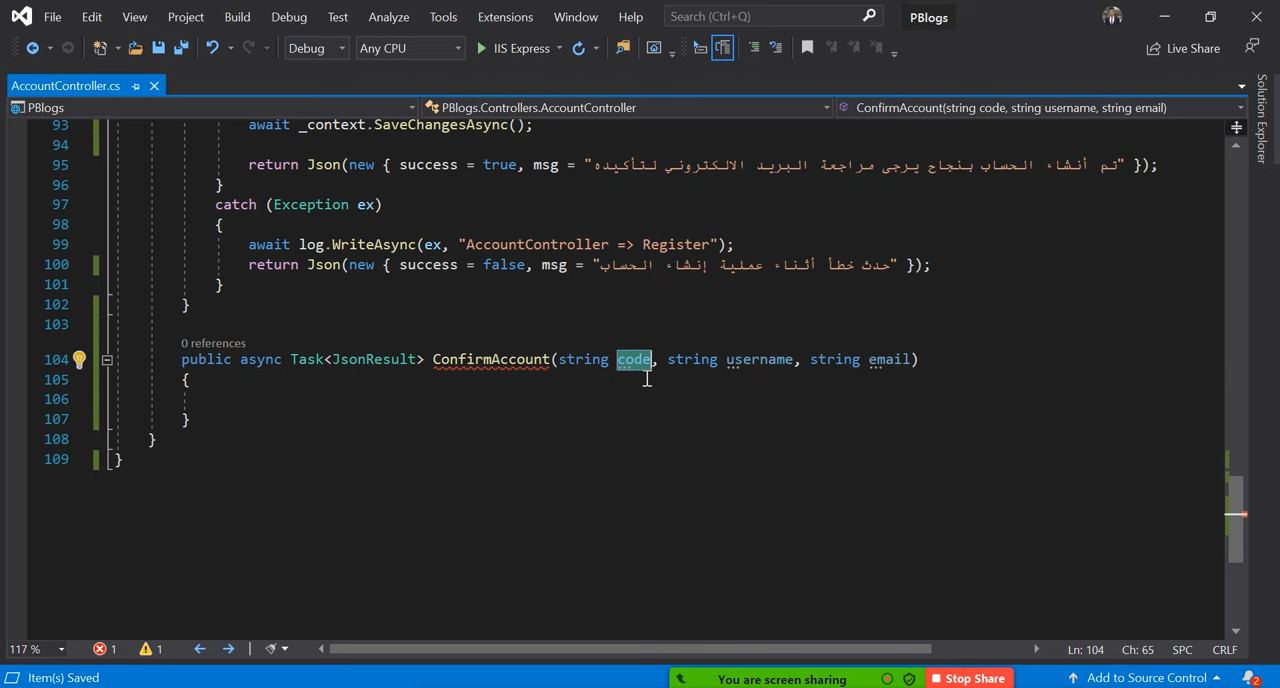 File Edit View Project Build Debug Test Analyze Tools Extensions Window Help Search (Ctrl+Q) PBlogs
Debug Any CPU IIS Express Live Share
AccountController.cs
PBlogs PBlogs.Controllers.AccountController ConfirmAccount(string code, string username, string email)
Solution Explorer
93 await _context.SaveChangesAsync();
94
95 return Json(new { success = true, msg = "تم أنشاء الحساب بنجاح يرجى مراجعة البريد الالكتروني لتأكيده" });
96 }
97 catch (Exception ex)
98 {
99 await log.WriteAsync(ex, "AccountController => Register");
100 return Json(new { success = false, msg = "حدث خطأ أثناء عملية إنشاء الحساب" });
101 }
102 }
103
0 references
104 public async Task<JsonResult> ConfirmAccount(string code, string username, string email)
105 {
106
107 }
108 }
109 }
117 % 1 1 Ln: 104 Ch: 65 SPC CRLF
Item(s) Saved You are screen sharing Stop Share Add to Source Control 2